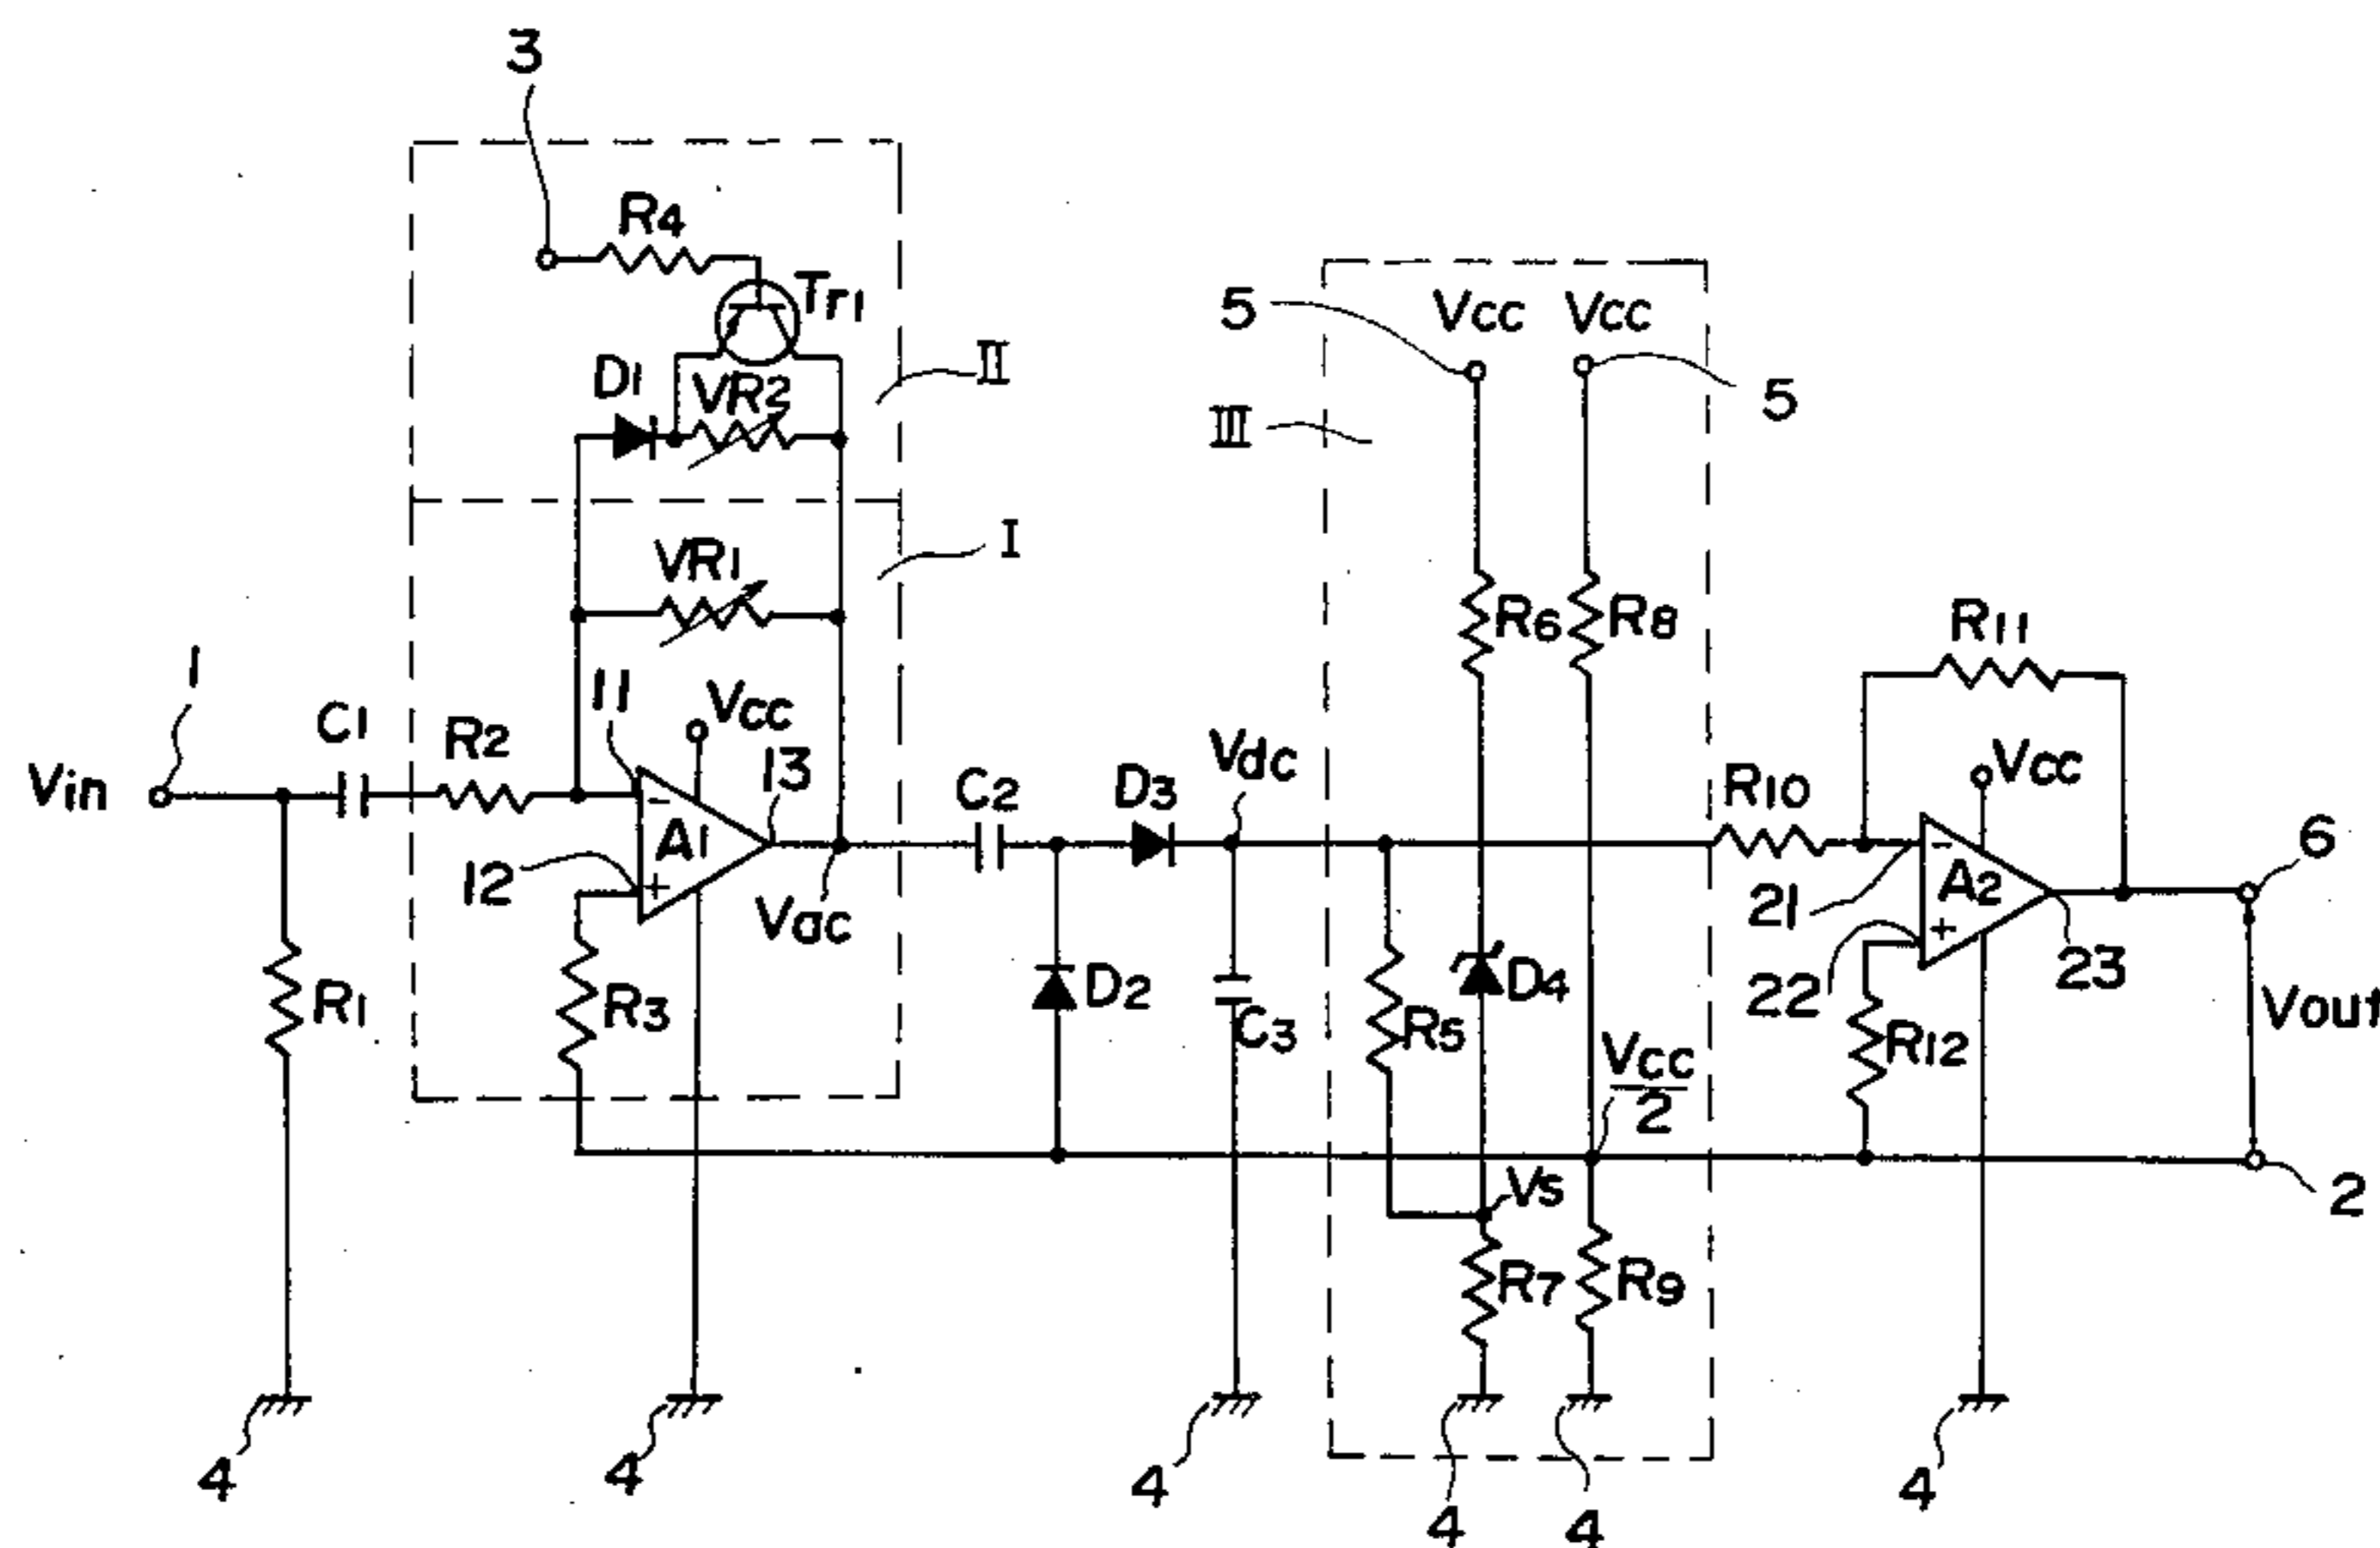 3
R4
Tr1
D1
VR2
II
5
Vcc
Vcc
5
III
VR1
I
R6
R8
R11
1
Vin
C1
R2
11
Vcc
13
A1
-
+
12
Vac
C2
D3
Vdc
R10
Vcc
A2
-
+
21
22
23
6
R1
R3
D2
C3
R5
D4
Vcc
2
R12
Vout
Vs
R7
R9
2
4
4
4
4
4
4